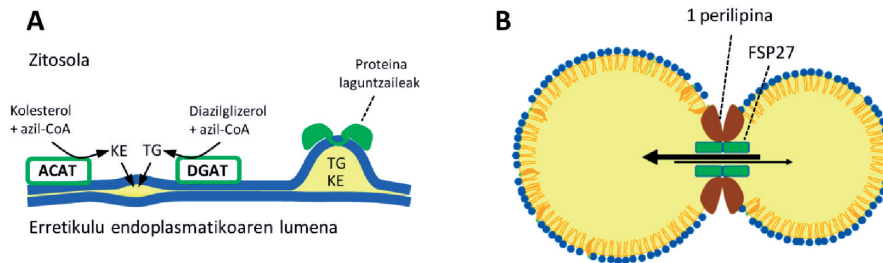 A
Zitosola
Kolesterol
+ azil-CoA
Diazilglizerol
+ azil-CoA
Proteina
laguntzaileak
KE
TG
ACAT
DGAT
TG
KE
Erretikulu endoplasmatikoaren lumena
B
1 perilipina
FSP27